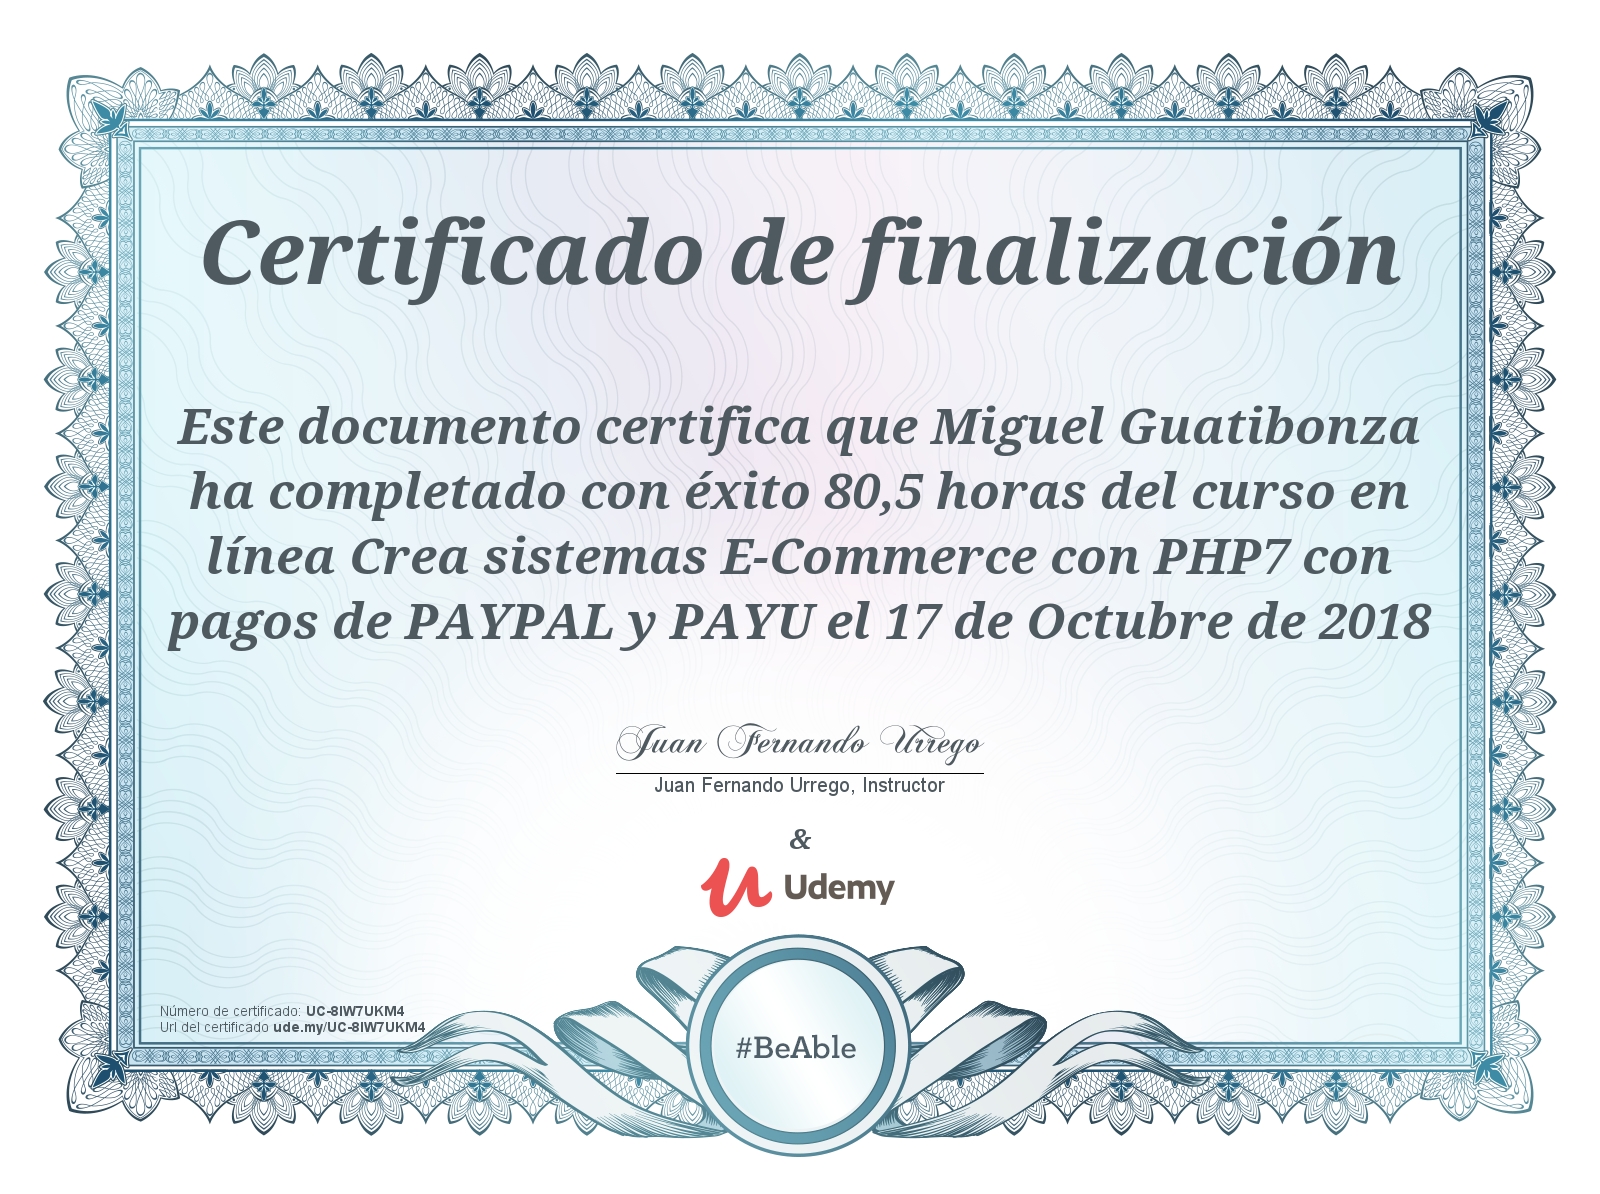 Certificado de finalización
Este documento certifica que Miguel Guatibonza
ha completado con éxito 80,5 horas del curso en
línea Crea sistemas E-Commerce con PHP7 con
pagos de PAYPAL y PAYU el 17 de Octubre de 2018
Juan Fernando Urrego
Juan Fernando Urrego, Instructor
&
Udemy
Número de certificado: UC-8IW7UKM4
Url del certificado ude.my/UC-8IW7UKM4
#BeAble